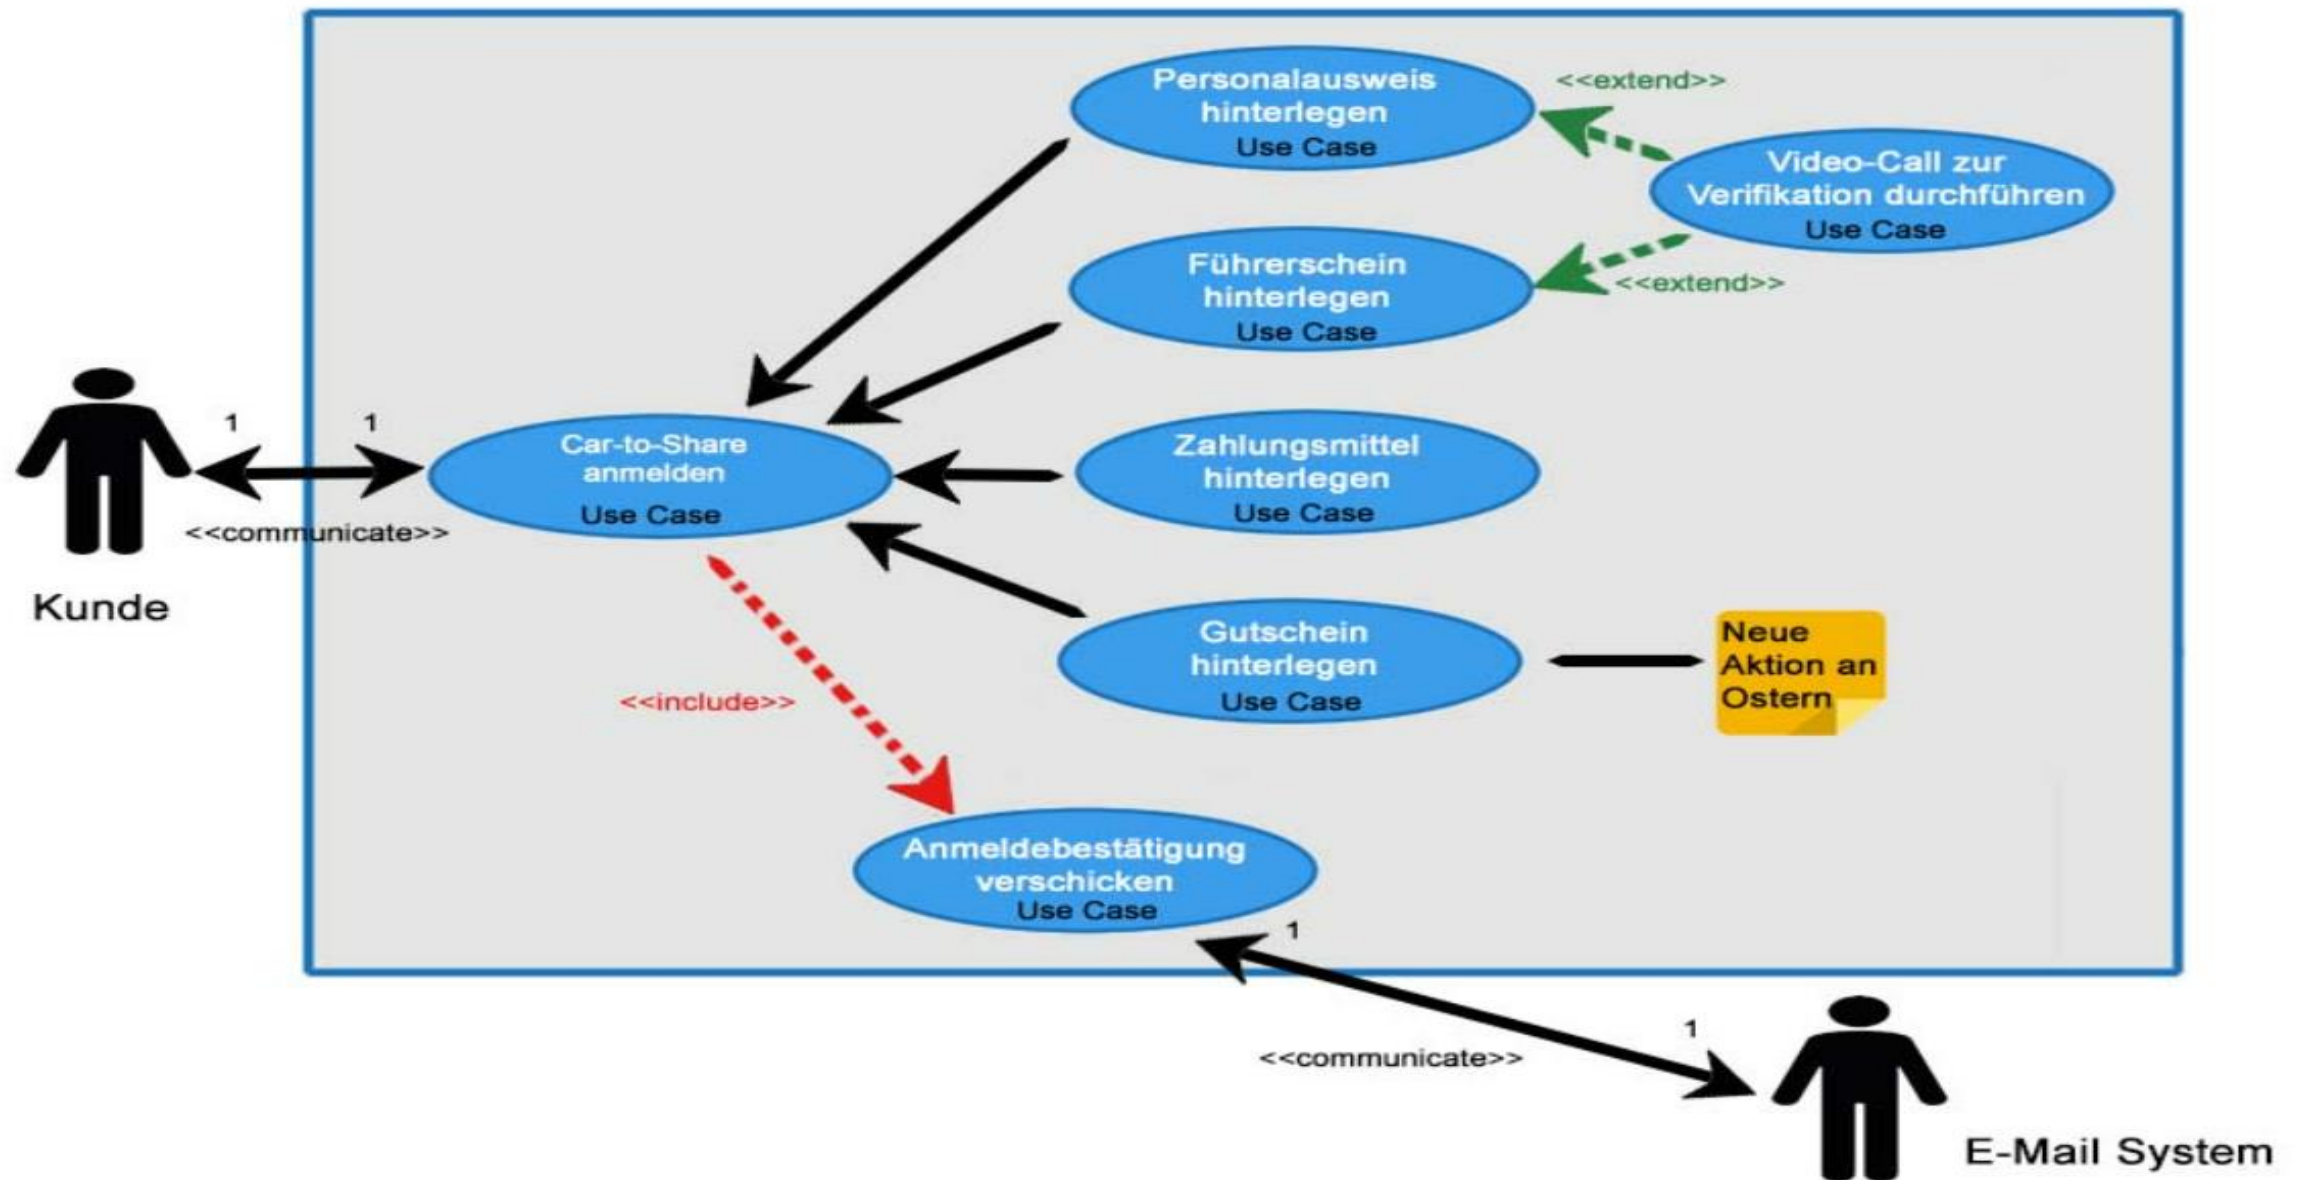 Personalausweis
hinterlegen
Use Case
<<extend>>
Video-Call zur
Verifikation durchführen
Use Case
Führerschein
hinterlegen
Use Case
<<extend>>
1
1
<<communicate>>
Kunde
Car-to-Share
anmelden
Use Case
Zahlungsmittel
hinterlegen
Use Case
Gutschein
hinterlegen
Use Case
Neue
Aktion an
Ostern
<<include>>
Anmeldebestätigung
verschicken
Use Case
1
1
<<communicate>>
E-Mail System